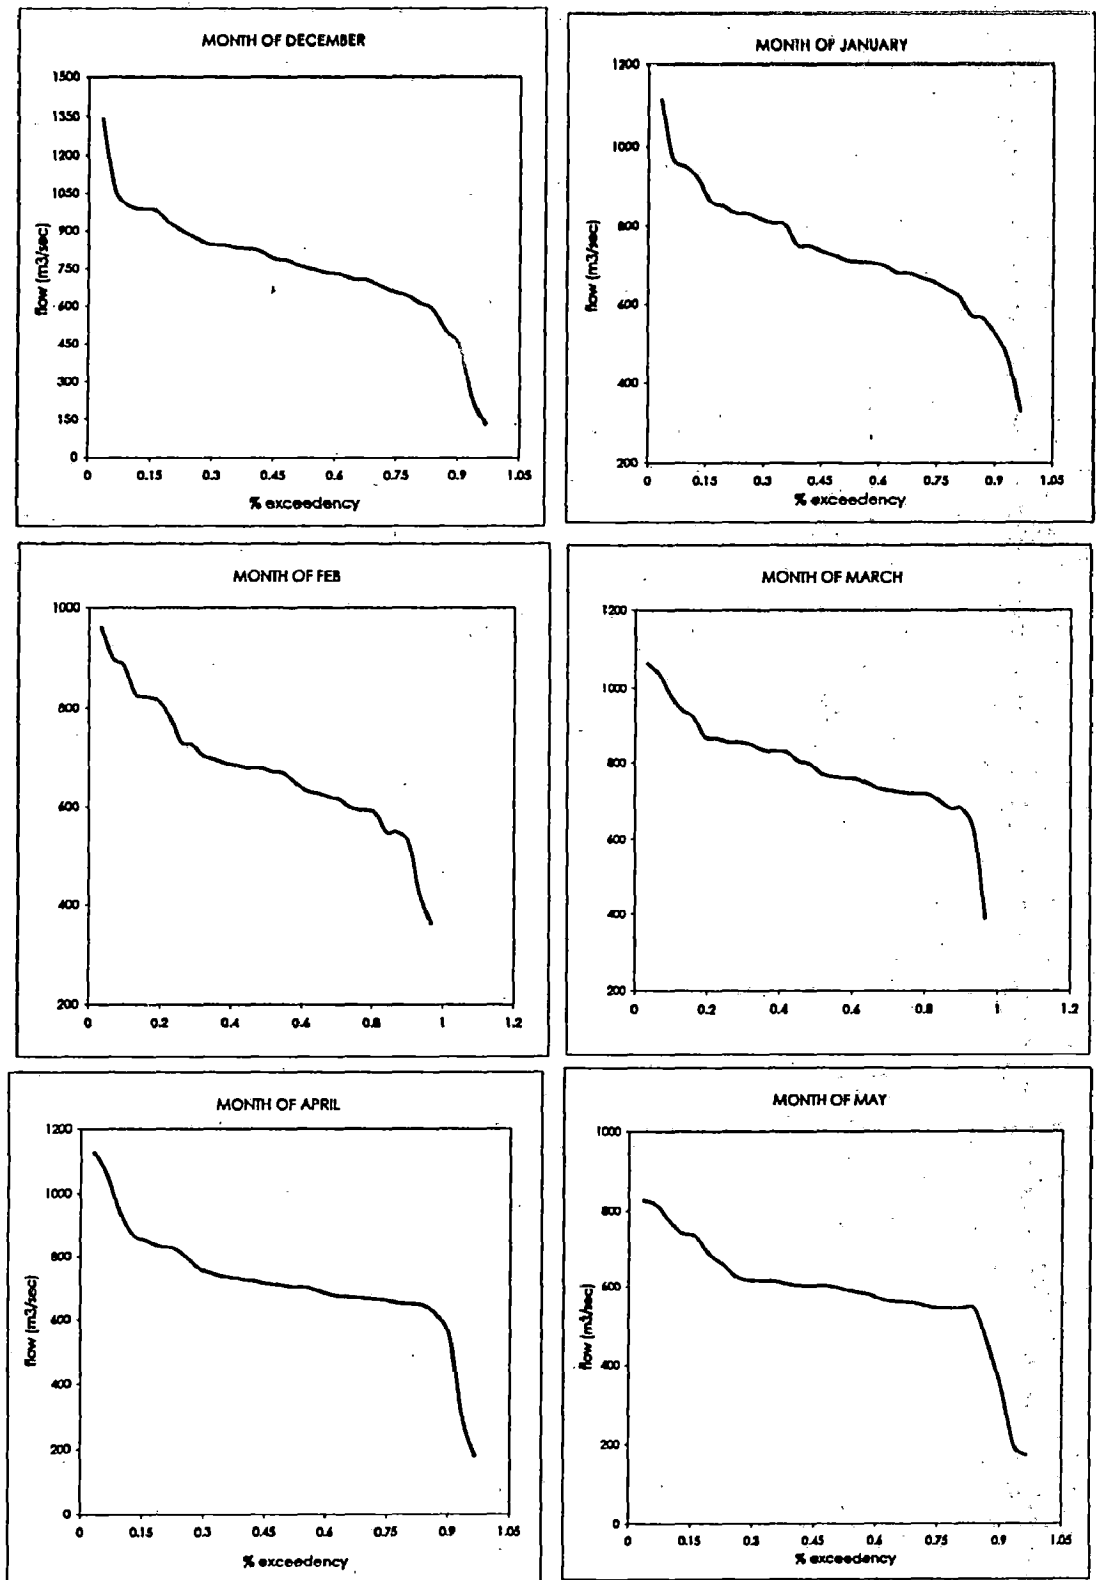 MONTH OF DECEMBER
1500
1350
1200
1050
900
750
600
450
300
150
0
flow (m3/sec)
0 0.15 0.3 0.45 0.6 0.75 0.9 1.05
% exceedency
MONTH OF JANUARY
1200
1000
800
600
400
200
flow (m3/sec)
0 0.15 0.3 0.45 0.6 0.75 0.9 1.05
% exceedency
MONTH OF FEB
1000
800
600
400
200
0 0.2 0.4 0.6 0.8 1 1.2
MONTH OF MARCH
1200
1000
800
600
400
200
0 0.2 0.4 0.6 0.8 1 1.2
MONTH OF APRIL
1200
1000
800
600
400
200
0
flow (m3/sec)
0 0.15 0.3 0.45 0.6 0.75 0.9 1.05
% exceedency
MONTH OF MAY
1000
800
600
400
200
0
flow (m3/sec)
0 0.15 0.3 0.45 0.6 0.75 0.9 1.05
% exceedency